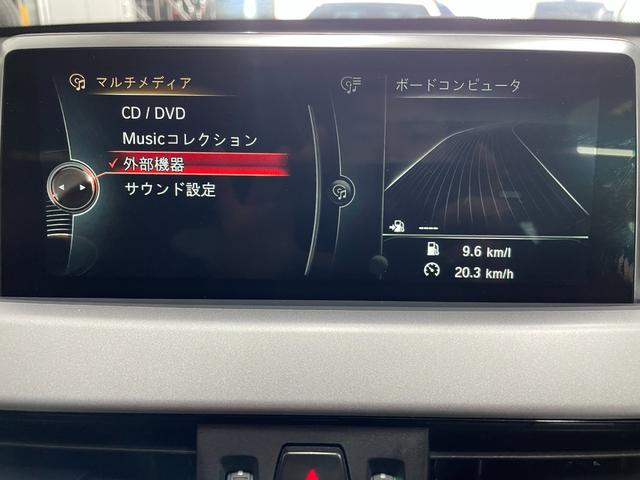 マルチメディア
CD / DVD
Musicコレクション
外部機器
サウンド設定
ボードコンピュータ
9.6 km/l
20.3 km/h